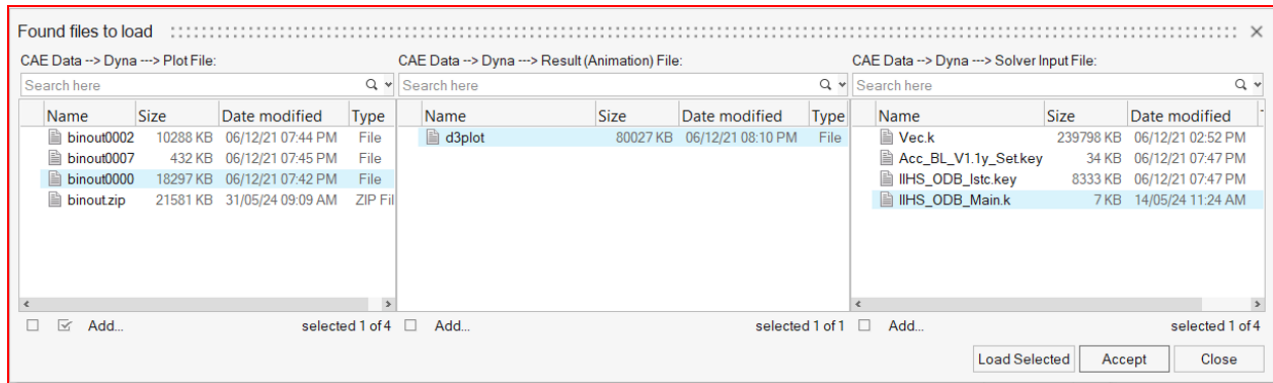 Found files to load
CAE Data --> Dyna ---> Plot File:
Search here
Name Size Date modified Type
binout0002 10288 KB 06/12/21 07:44 PM File
binout0007 432 KB 06/12/21 07:45 PM File
binout0000 18297 KB 06/12/21 07:42 PM File
binout.zip 21581 KB 31/05/24 09:09 AM ZIP Fil
Add... selected 1 of 4
CAE Data --> Dyna ---> Result (Animation) File:
Search here
Name Size Date modified Type
d3plot 80027 KB 06/12/21 08:10 PM File
Add... selected 1 of 1
CAE Data --> Dyna ---> Solver Input File:
Search here
Name Size Date modified
Vec.k 239798 KB 06/12/21 02:52 PM
Acc_BL_V1.1y_Set.key 34 KB 06/12/21 07:47 PM
IIHS_ODB_Istc.key 8333 KB 06/12/21 07:47 PM
IIHS_ODB_Main.k 7 KB 14/05/24 11:24 AM
Add... selected 1 of 4
Load Selected Accept Close